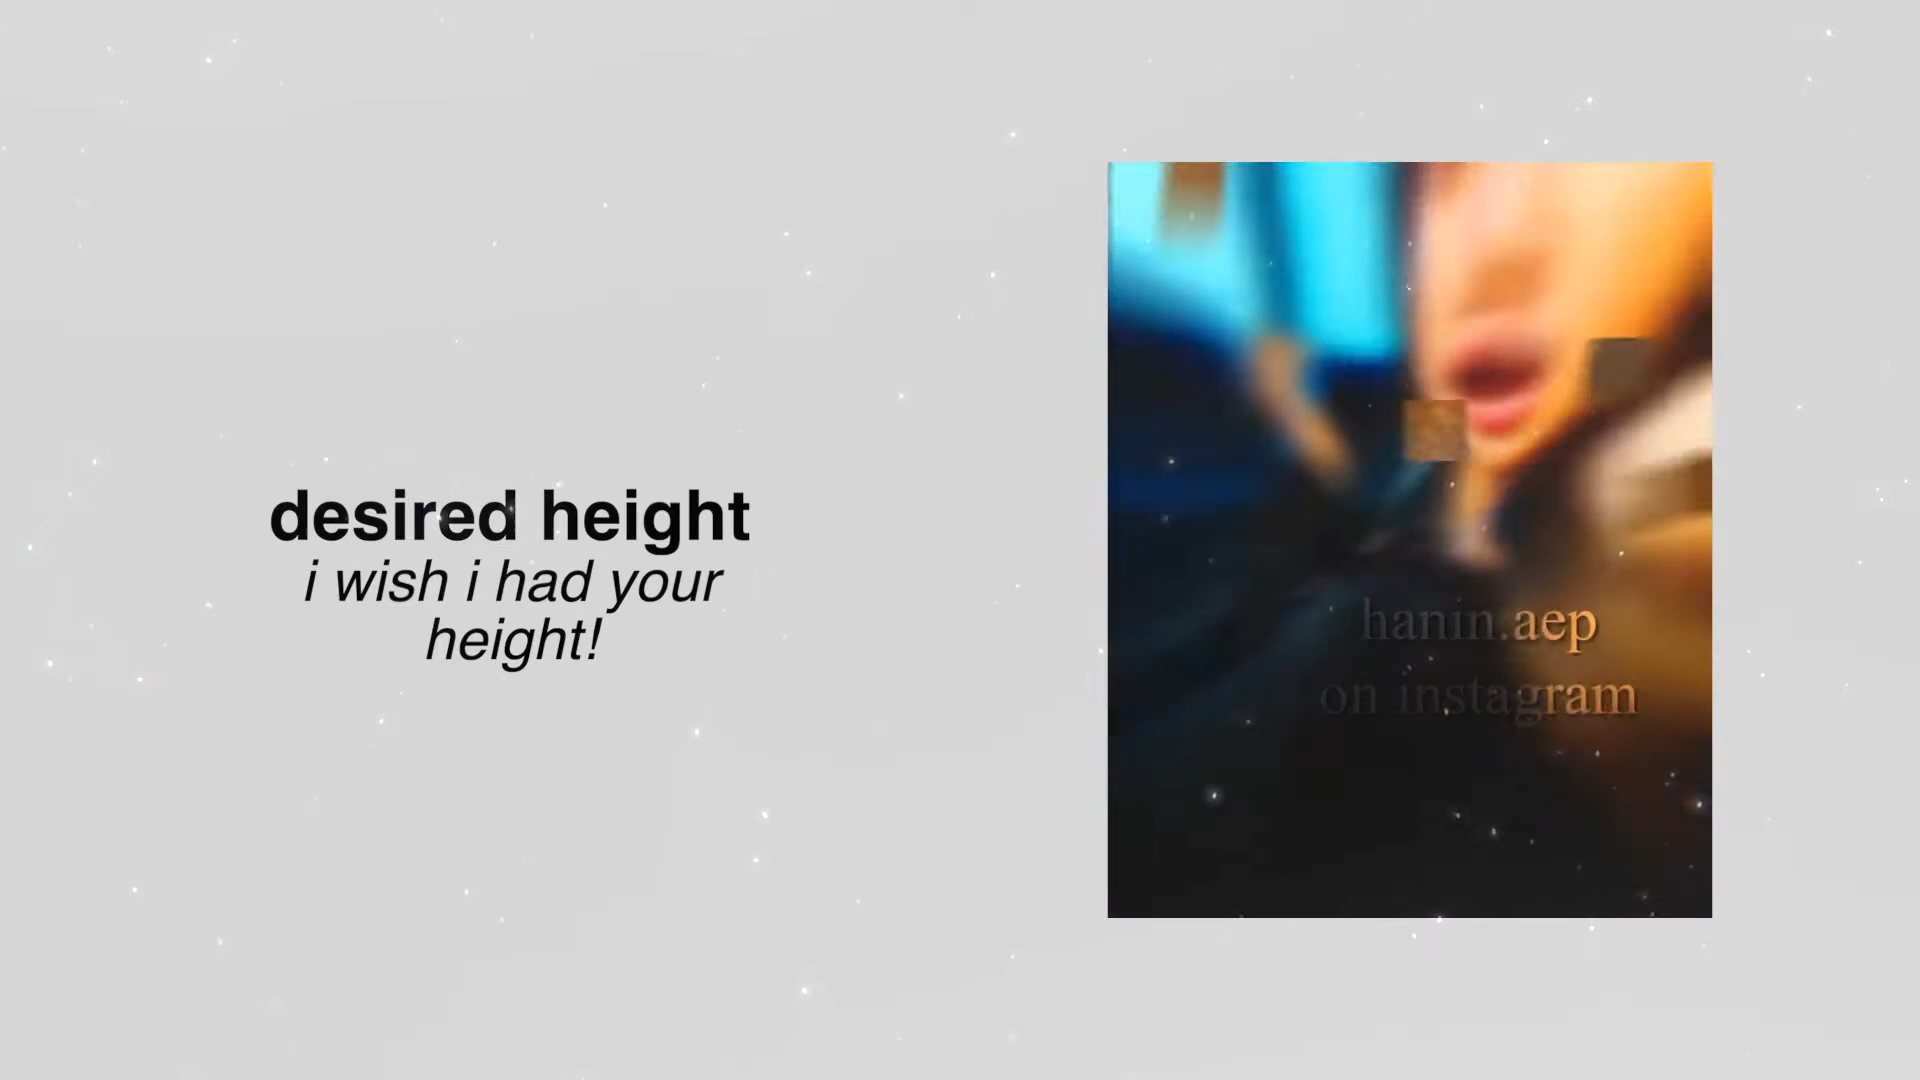 desired height
i wish i had your
height!
hanin.aep
on instagram